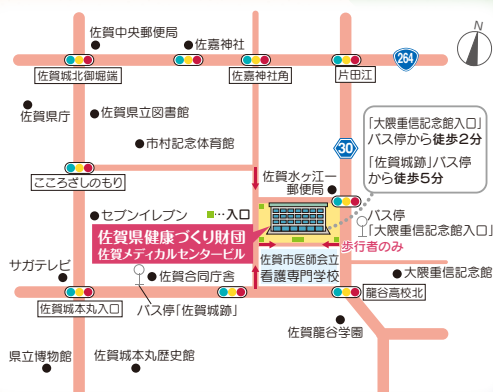 佐賀中央郵便局
佐嘉神社
N
264
佐賀城北御堀端
佐嘉神社角
片田江
佐賀県庁
佐賀県立図書館
市村記念体育館
「大隈重信記念館入口」
バス停から徒歩2分
「佐賀城跡」バス停
から徒歩5分
30
こころざしのもり
佐賀水ヶ江一
郵便局
セブンイレブン
…入口
バス停
「大隈重信記念館入口」
佐賀県健康づくり財団
佐賀メディカルセンタービル
歩行者のみ
サガテレビ
佐賀合同庁舎
佐賀市医師会立
看護専門学校
大隈重信記念館
佐賀城本丸入口
バス停「佐賀城跡」
龍谷高校北
佐賀龍谷学園
県立博物館
佐賀城本丸歴史館